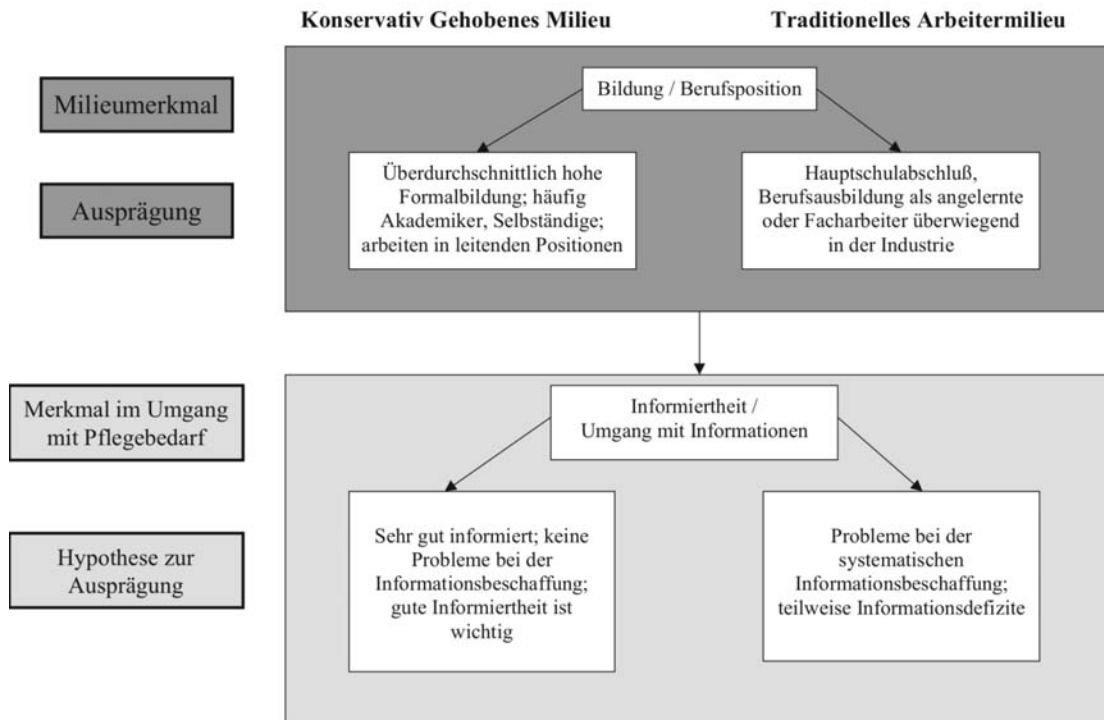 Konservativ Gehobenes Milieu
Traditionelles Arbeitermilieu
Milieumerkmal
Bildung / Berufsposition
Ausprägung
Überdurchschnittlich hohe
Formalbildung; häufig
Akademiker, Selbständige;
arbeiten in leitenden Positionen
Hauptschulabschluß,
Berufsausbildung als angelernte
oder Facharbeiter überwiegend
in der Industrie
Merkmal im Umgang
mit Pflegebedarf
Informiertheit /
Umgang mit Informationen
Hypothese zur
Ausprägung
Sehr gut informiert; keine
Probleme bei der
Informationsbeschaffung;
gute Informiertheit ist
wichtig
Probleme bei der
systematischen
Informationsbeschaffung;
teilweise Informationsdefizite